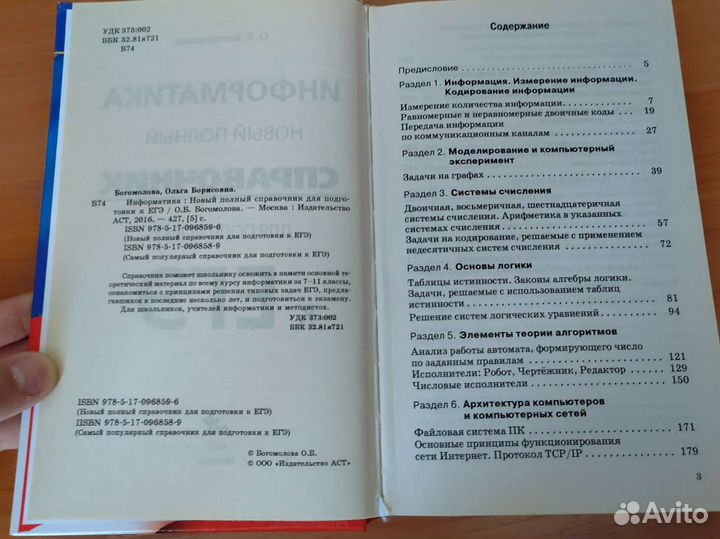 УДК 373:002
ББК 32.81я721
Б74
ИНФОРМАТИКА
НОВЫЙ ПОЛНЫЙ
СПРАВОЧНИК
Богомолова, Ольга Борисовна.
Б74 Информатика : Новый полный справочник для подго-
товки к ЕГЭ / О.Б. Богомолова. — Москва : Издательство
АСТ, 2016. — 427, [5] с.
ISBN 978-5-17-096859-6
(Новый полный справочник для подготовки к ЕГЭ)
ISBN 978-5-17-096858-9
(Самый популярный справочник для подготовки к ЕГЭ)
Справочник поможет школьнику освежить в памяти основной тео-
ретический материал по всему курсу информатики за 7–11 классы,
ознакомиться с принципами решения типовых задач ЕГЭ, предла-
гавшихся в последние несколько лет, и подготовиться к экзамену.
Для школьников, учителей информатики и методистов.
УДК 373:002
ББК 32.81я721
ISBN 978-5-17-096859-6
(Новый полный справочник для подготовки к ЕГЭ)
ISBN 978-5-17-096858-9
(Самый популярный справочник для подготовки к ЕГЭ)
© Богомолова О.Б.
© ООО «Издательство АСТ»
Содержание
Предисловие 5
Раздел 1. Информация. Измерение информации.
Кодирование информации
Измерение количества информации 7
Равномерные и неравномерные двоичные коды 19
Передача информации
по коммуникационным каналам 27
Раздел 2. Моделирование и компьютерный
эксперимент
Задачи на графах 39
Раздел 3. Системы счисления
Двоичная, восьмеричная, шестнадцатеричная
системы счисления. Арифметика в указанных
системах счисления 57
Задачи на кодирование, решаемые с применением
недесятичных систем счисления 72
Раздел 4. Основы логики
Таблицы истинности. Законы алгебры логики.
Задачи, решаемые с использованием таблиц
истинности 81
Решение систем логических уравнений 94
Раздел 5. Элементы теории алгоритмов
Анализ работы автомата, формирующего число
по заданным правилам 121
Исполнители: Робот, Чертёжник, Редактор 129
Числовые исполнители 150
Раздел 6. Архитектура компьютеров
и компьютерных сетей
Файловая система ПК 171
Основные принципы функционирования
сети Интернет. Протокол TCP/IP 179
3
Avito